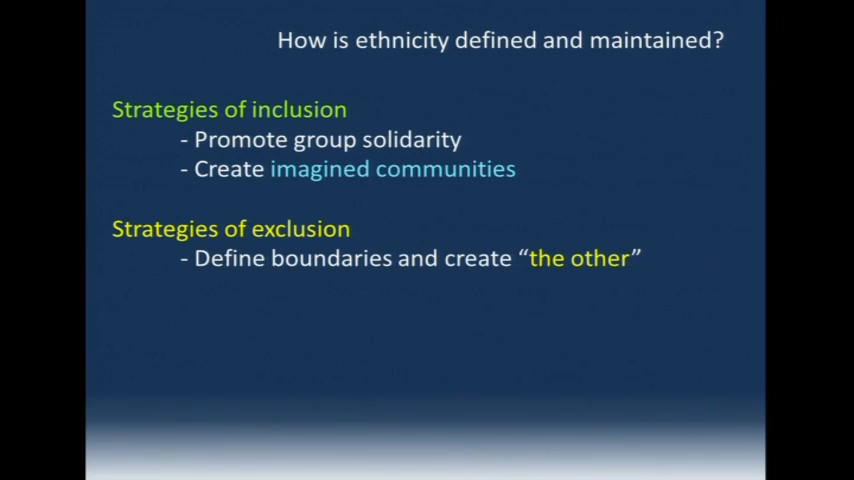 How is ethnicity defined and maintained?
Strategies of inclusion
- Promote group solidarity
- Create imagined communities
Strategies of exclusion
- Define boundaries and create “the other”